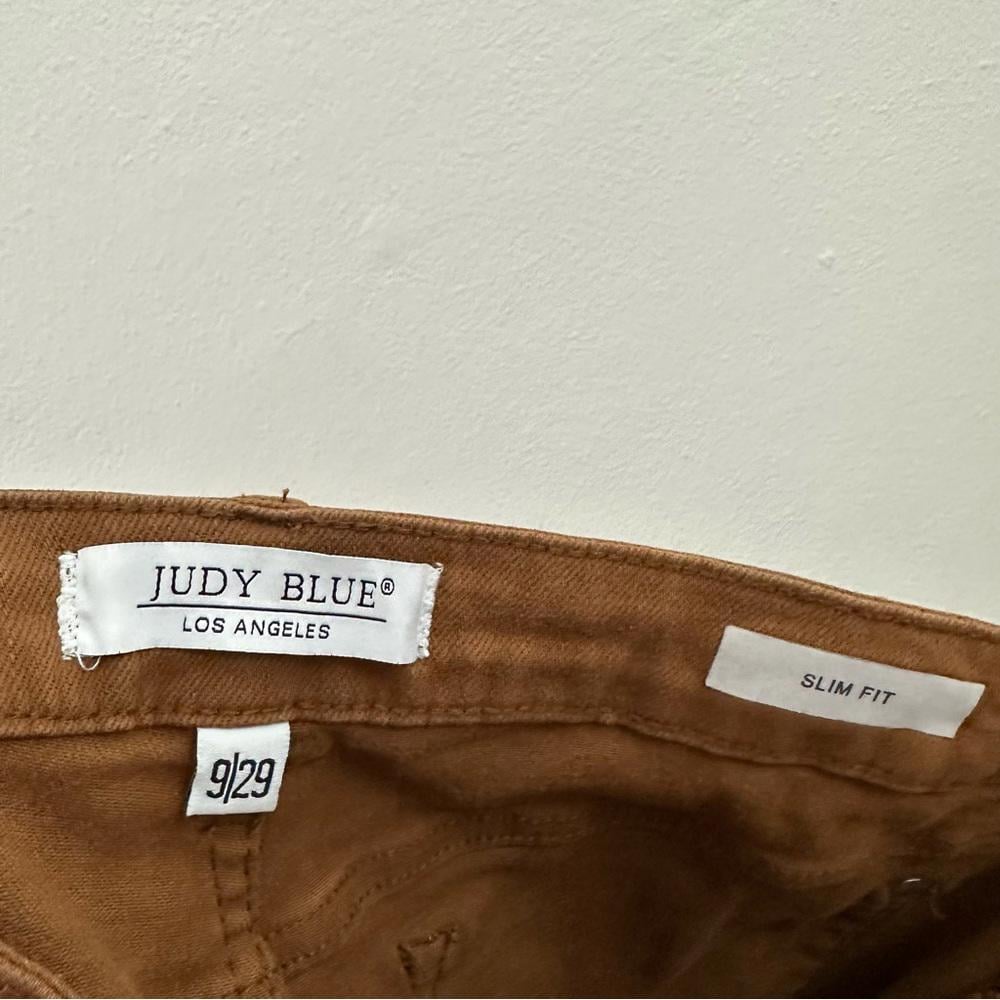 JUDY BLUE®
LOS ANGELES
SLIM FIT
9/29